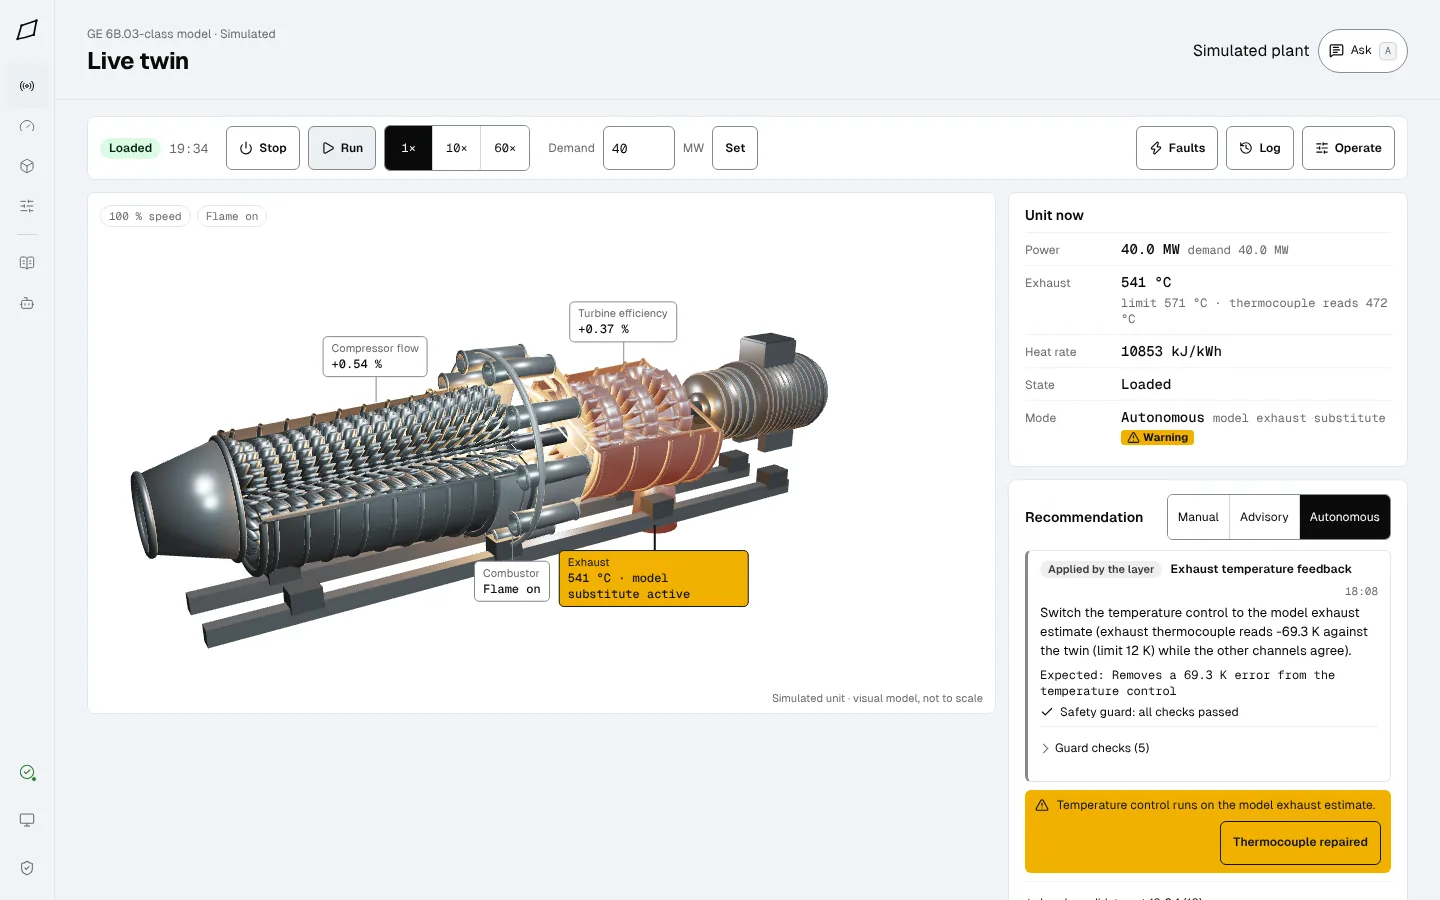 GE 6B.03-class model · Simulated
Live twin
Simulated plant
Ask A
Loaded 19:34 Stop Run 1× 10× 60× Demand 40 MW Set Faults Log Operate
100 % speed Flame on
Turbine efficiency
+0.37 %
Compressor flow
+0.54 %
Combustor
Flame on
Exhaust
541 °C · model
substitute active
Simulated unit · visual model, not to scale
Unit now
Power 40.0 MW demand 40.0 MW
Exhaust 541 °C
limit 571 °C · thermocouple reads 472
°C
Heat rate 10853 kJ/kWh
State Loaded
Mode Autonomous model exhaust substitute
Warning
Recommendation Manual Advisory Autonomous
Applied by the layer Exhaust temperature feedback
18:08
Switch the temperature control to the model exhaust
estimate (exhaust thermocouple reads -69.3 K against
the twin (limit 12 K) while the other channels agree).
Expected: Removes a 69.3 K error from the
temperature control
Safety guard: all checks passed
Guard checks (5)
Temperature control runs on the model exhaust estimate.
Thermocouple repaired